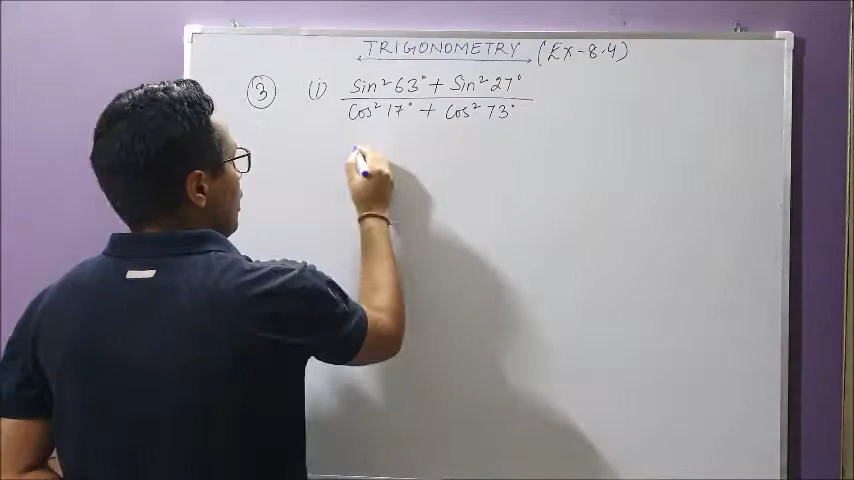 TRIGONOMETRY (EX-8.4)
③ (i) Sin²63° + Sin²27°
Cos²17° + Cos²73°